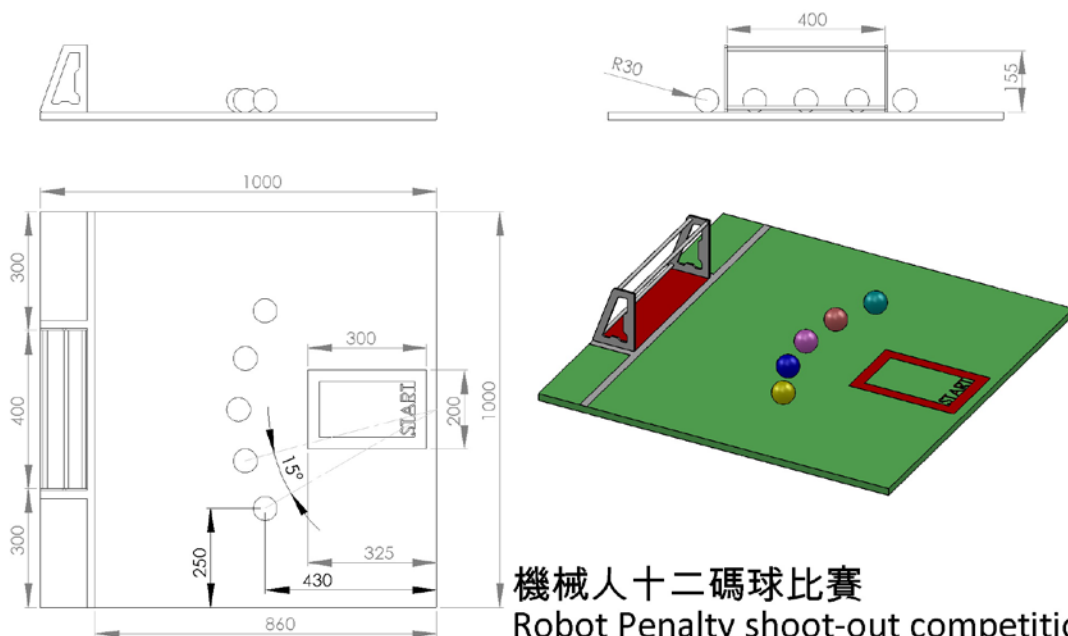 400
R30
155
1000
300
300
400
START
200
1000
15°
300
250
325
430
860
START
機械人十二碼球比賽
Robot Penalty shoot-out competitio